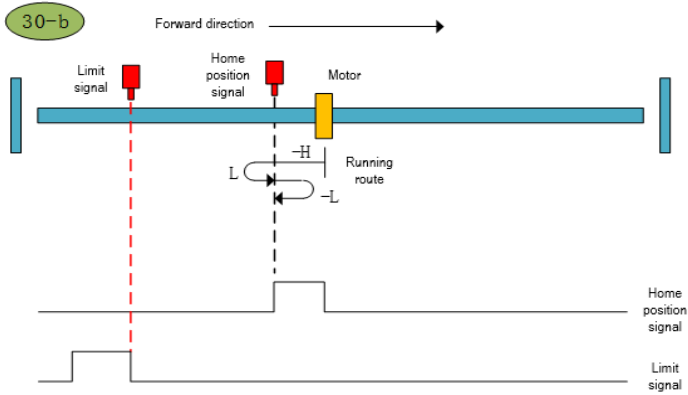 30-b
Forward direction
Limit
signal
Home
position
signal
Motor
-H
L
Running
route
-L
Home
position
signal
Limit
signal